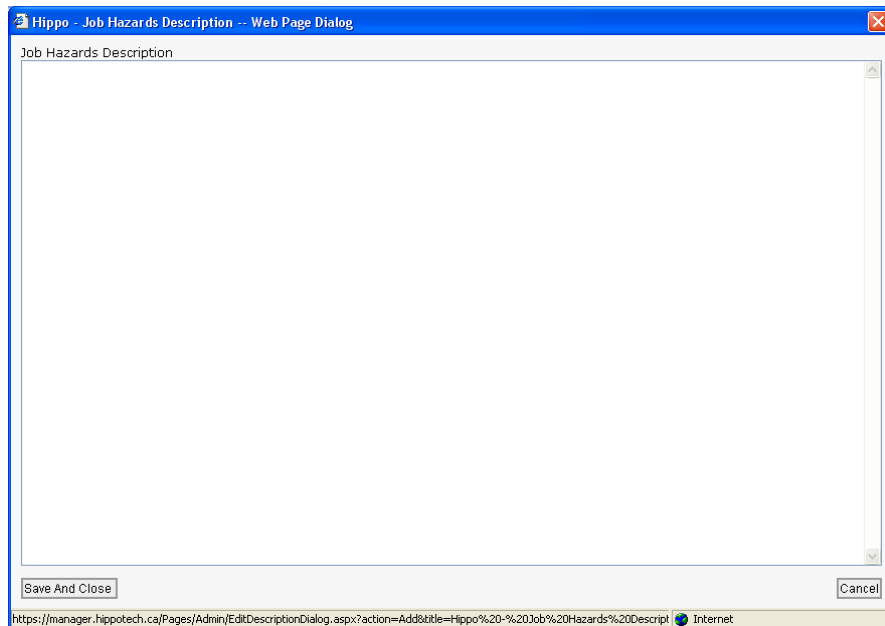 Hippo - Job Hazards Description -- Web Page Dialog
Job Hazards Description
Save And Close
Cancel
https://manager.hippotech.ca/Pages/Admin/EditDescriptionDialog.aspx?action=Add&title=Hippo%20-%20Job%20Hazards%20Descript
Internet